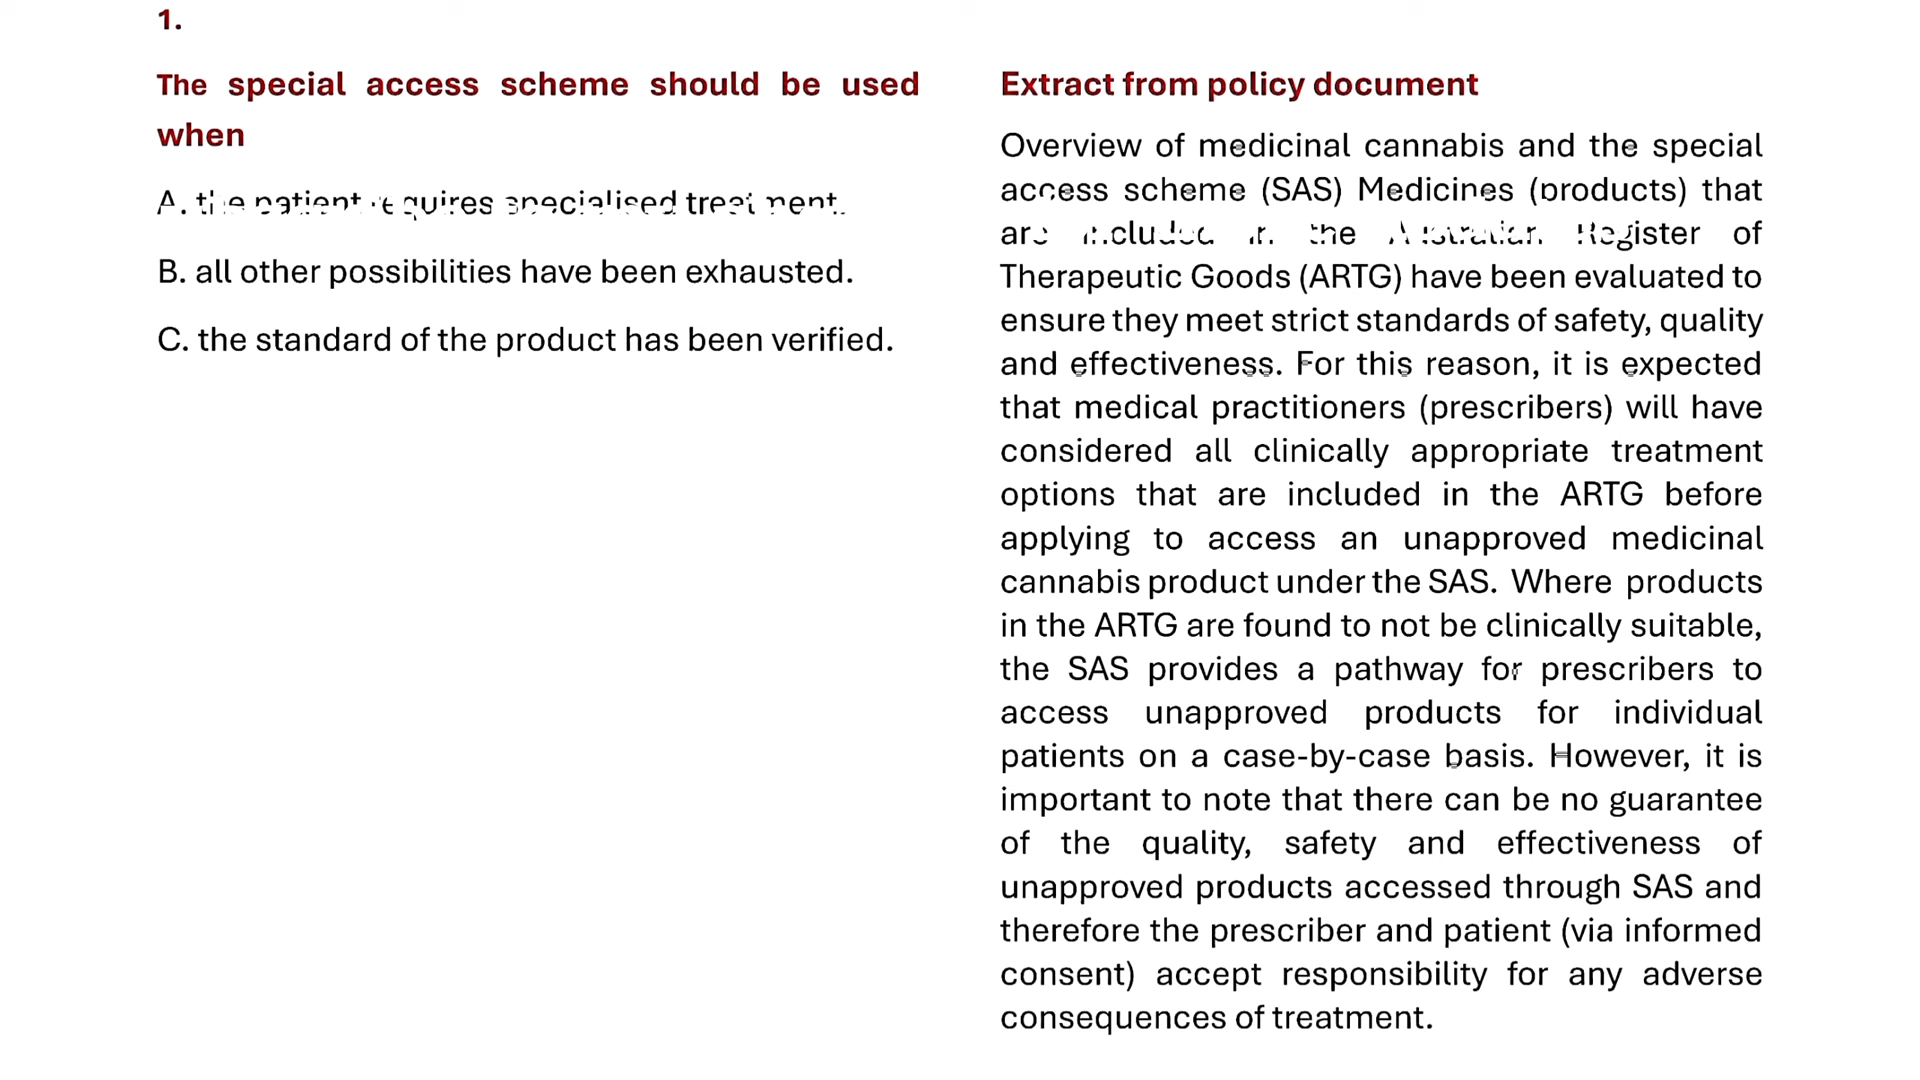 1.
The special access scheme should be used
when
A. the patient requires specialised treatment.
B. all other possibilities have been exhausted.
C. the standard of the product has been verified.
Extract from policy document
Overview of medicinal cannabis and the special
access scheme (SAS) Medicines (products) that
are included in the Australian Register of
Therapeutic Goods (ARTG) have been evaluated to
ensure they meet strict standards of safety, quality
and effectiveness. For this reason, it is expected
that medical practitioners (prescribers) will have
considered all clinically appropriate treatment
options that are included in the ARTG before
applying to access an unapproved medicinal
cannabis product under the SAS. Where products
in the ARTG are found to not be clinically suitable,
the SAS provides a pathway for prescribers to
access unapproved products for individual
patients on a case-by-case basis. However, it is
important to note that there can be no guarantee
of the quality, safety and effectiveness of
unapproved products accessed through SAS and
therefore the prescriber and patient (via informed
consent) accept responsibility for any adverse
consequences of treatment.